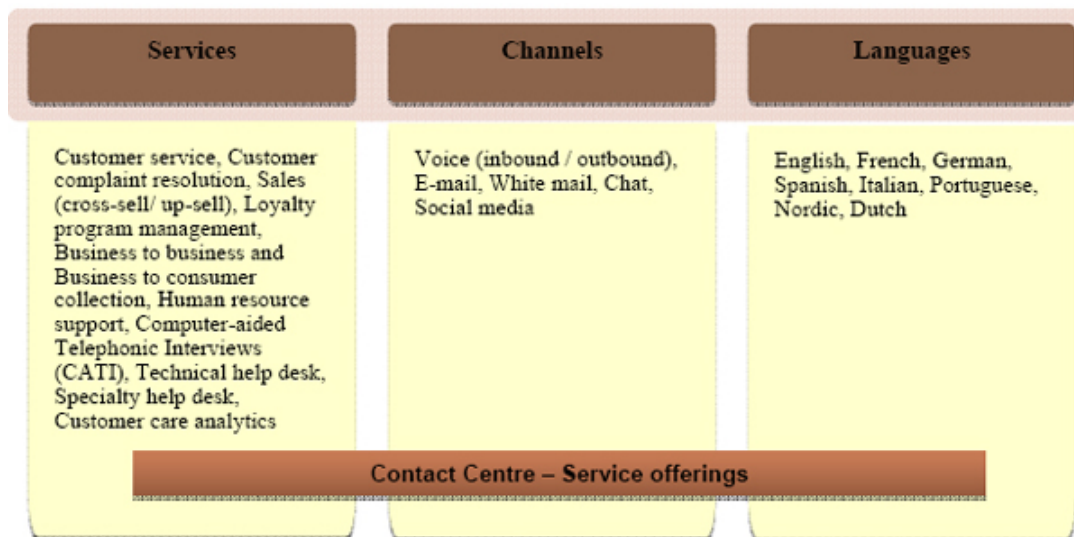 Services
Customer service, Customer
complaint resolution, Sales
(cross-sell/ up-sell), Loyalty
program management,
Business to business and
Business to consumer
collection, Human resource
support, Computer-aided
Telephonic Interviews
(CATI), Technical help desk,
Specialty help desk,
Customer care analytics
Channels
Voice (inbound / outbound),
E-mail, White mail, Chat,
Social media
Languages
English, French, German,
Spanish, Italian, Portuguese,
Nordic, Dutch
Contact Centre – Service offerings